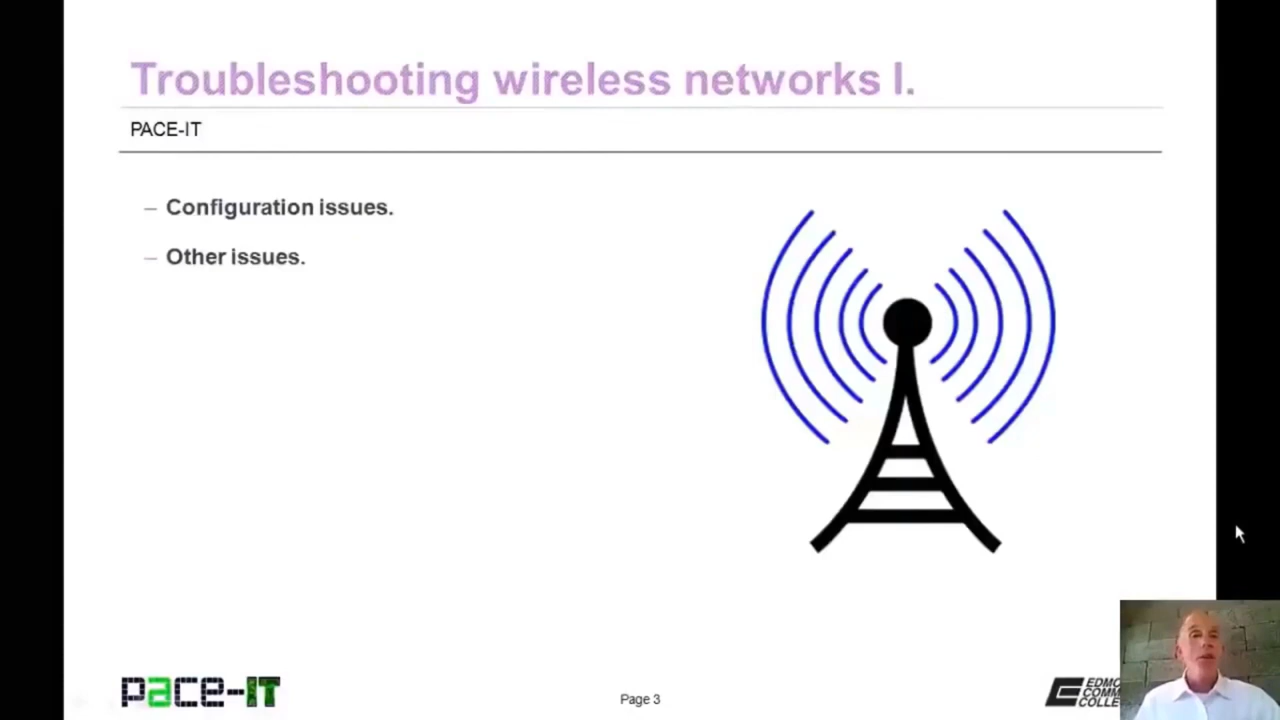 Troubleshooting wireless networks I.
PACE-IT
– Configuration issues.
– Other issues.
pace-IT
Page 3